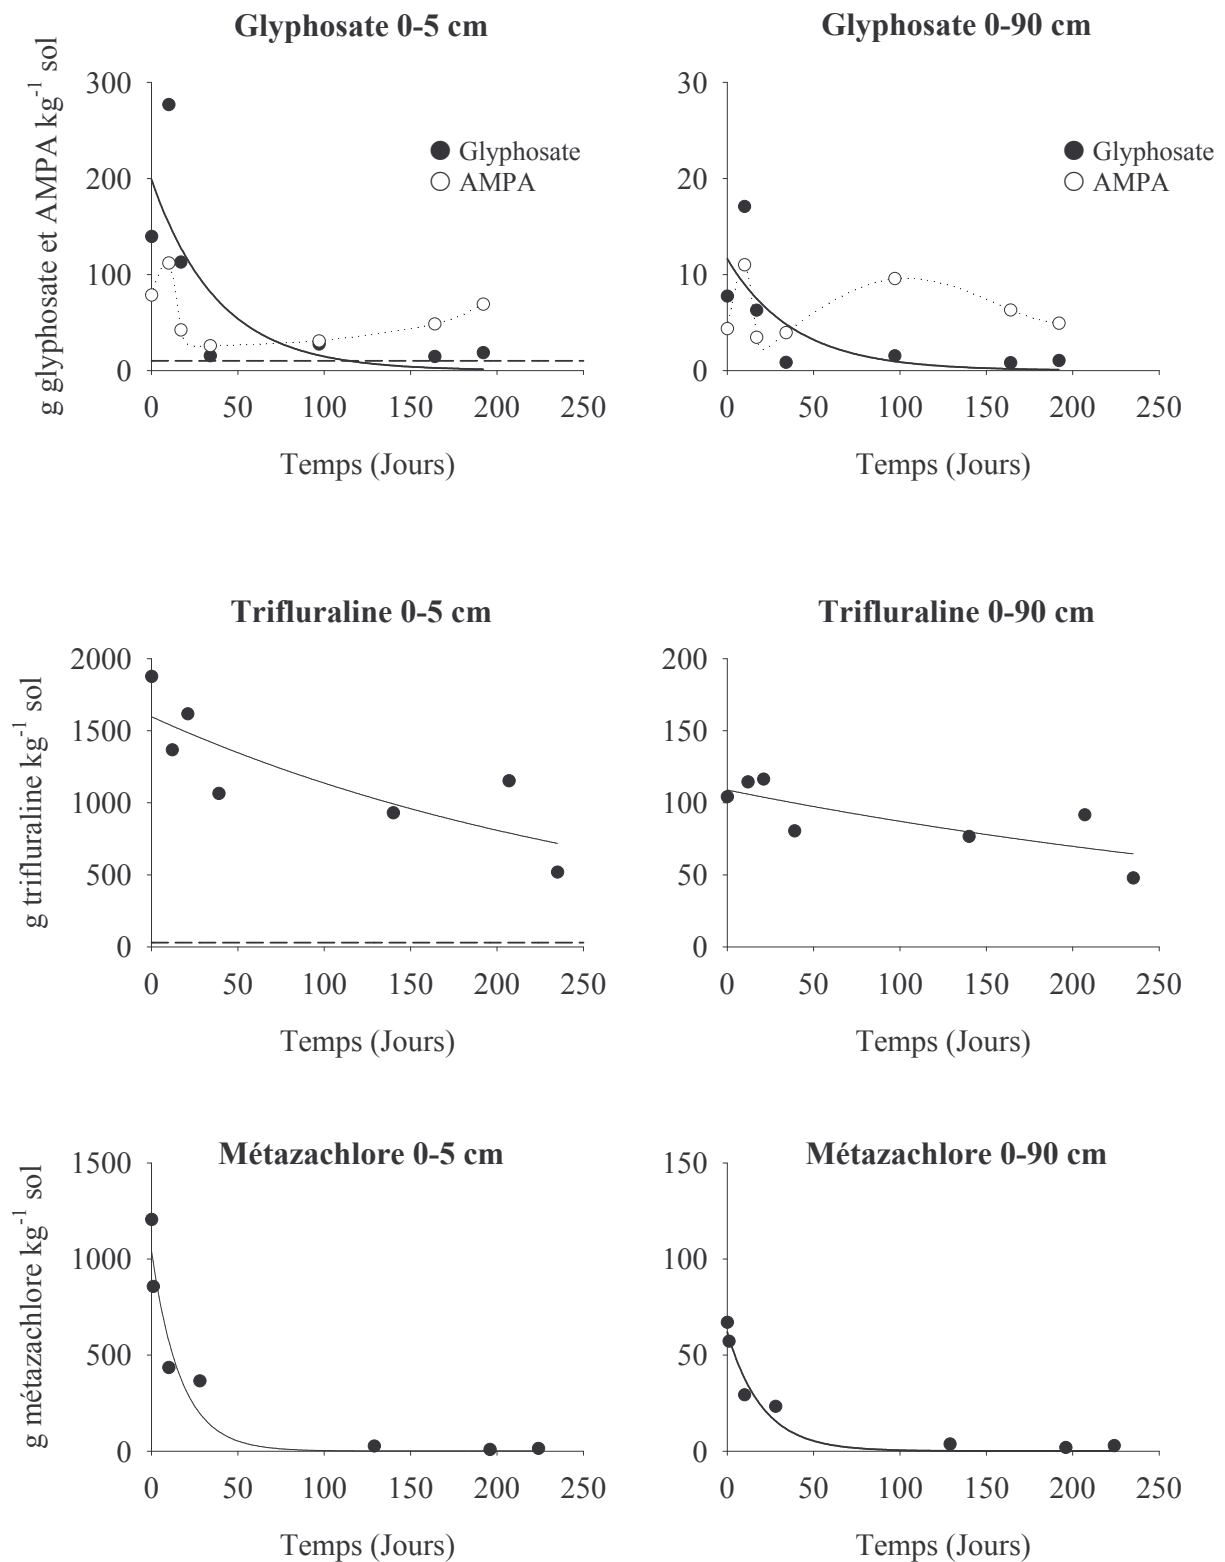 Glyphosate 0-5 cm
Glyphosate 0-90 cm
g glyphosate et AMPA kg-1 sol
300
200
100
0
Glyphosate
AMPA
0 50 100 150 200 250
Temps (Jours)
30
20
10
0
Glyphosate
AMPA
0 50 100 150 200 250
Temps (Jours)
Trifluraline 0-5 cm
Trifluraline 0-90 cm
g trifluraline kg-1 sol
2000
1500
1000
500
0
0 50 100 150 200 250
Temps (Jours)
200
150
100
50
0
0 50 100 150 200 250
Temps (Jours)
Métazachlore 0-5 cm
Métazachlore 0-90 cm
g métazachlore kg-1 sol
1500
1000
500
0
0 50 100 150 200 250
Temps (Jours)
150
100
50
0
0 50 100 150 200 250
Temps (Jours)